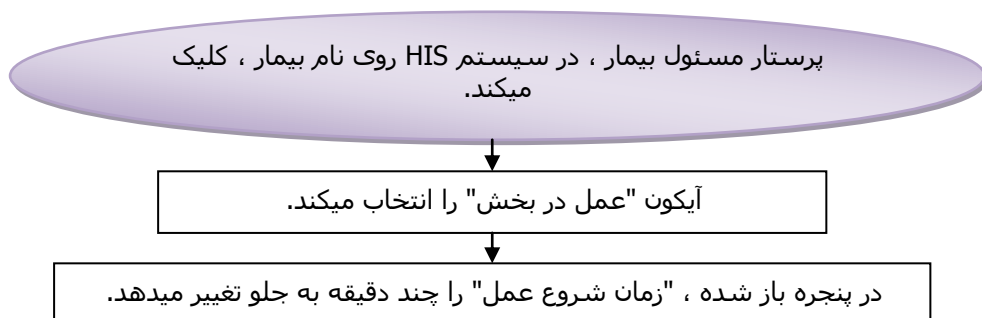 پرستار مسئول بیمار ، در سیستم HIS روی نام بیمار ، کلیک
میکند.
آیکون "عمل در بخش" را انتخاب میکند.
در پنجره باز شده ، "زمان شروع عمل" را چند دقیقه به جلو تغییر میدهد.